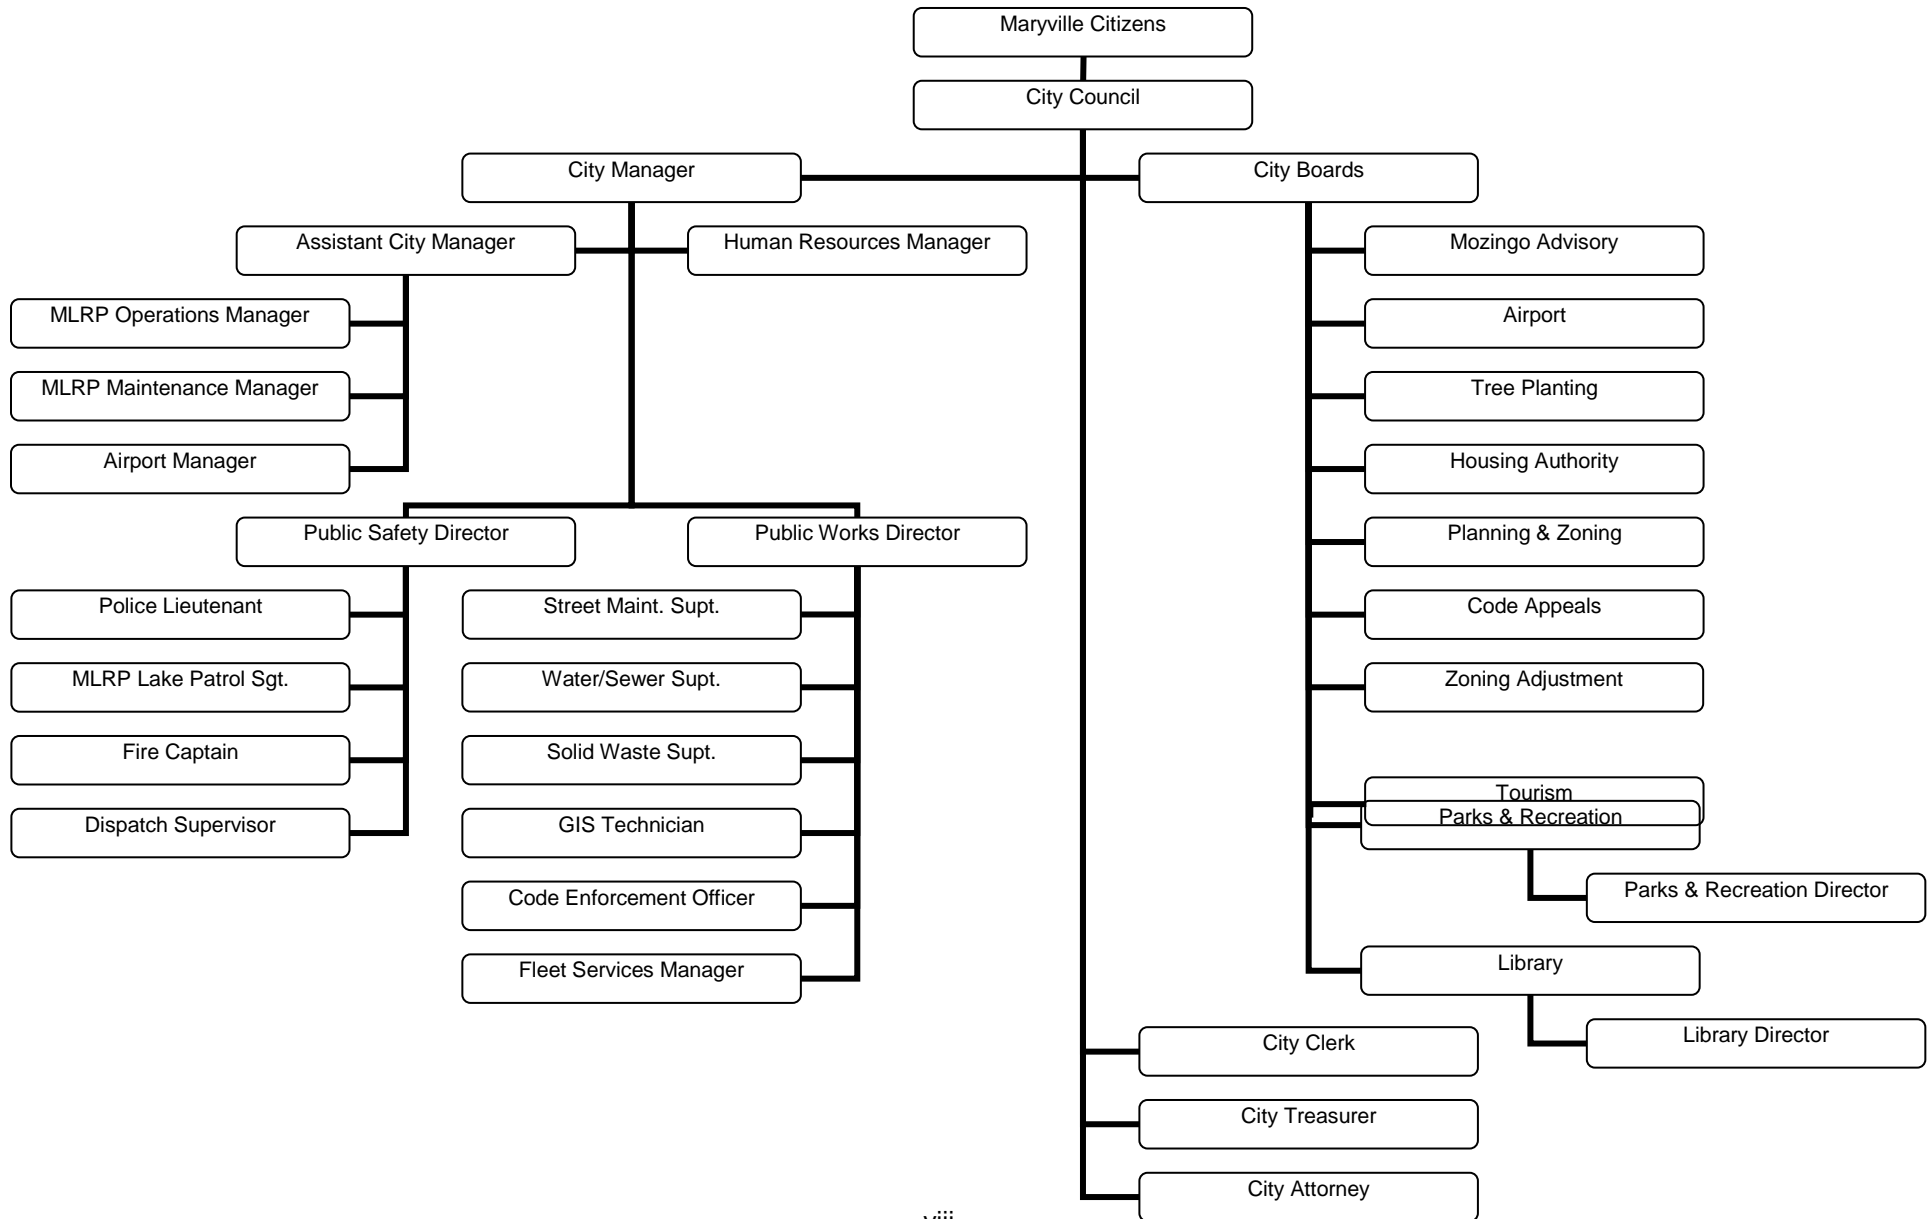 Maryville Citizens
City Council
City Manager
City Boards
Assistant City Manager
Human Resources Manager
MLRP Operations Manager
MLRP Maintenance Manager
Airport Manager
Public Safety Director
Public Works Director
Police Lieutenant
MLRP Lake Patrol Sgt.
Fire Captain
Dispatch Supervisor
Street Maint. Supt.
Water/Sewer Supt.
Solid Waste Supt.
GIS Technician
Code Enforcement Officer
Fleet Services Manager
Mozingo Advisory
Airport
Tree Planting
Housing Authority
Planning & Zoning
Code Appeals
Zoning Adjustment
Tourism
Parks & Recreation
Parks & Recreation Director
Library
Library Director
City Clerk
City Treasurer
City Attorney
viii